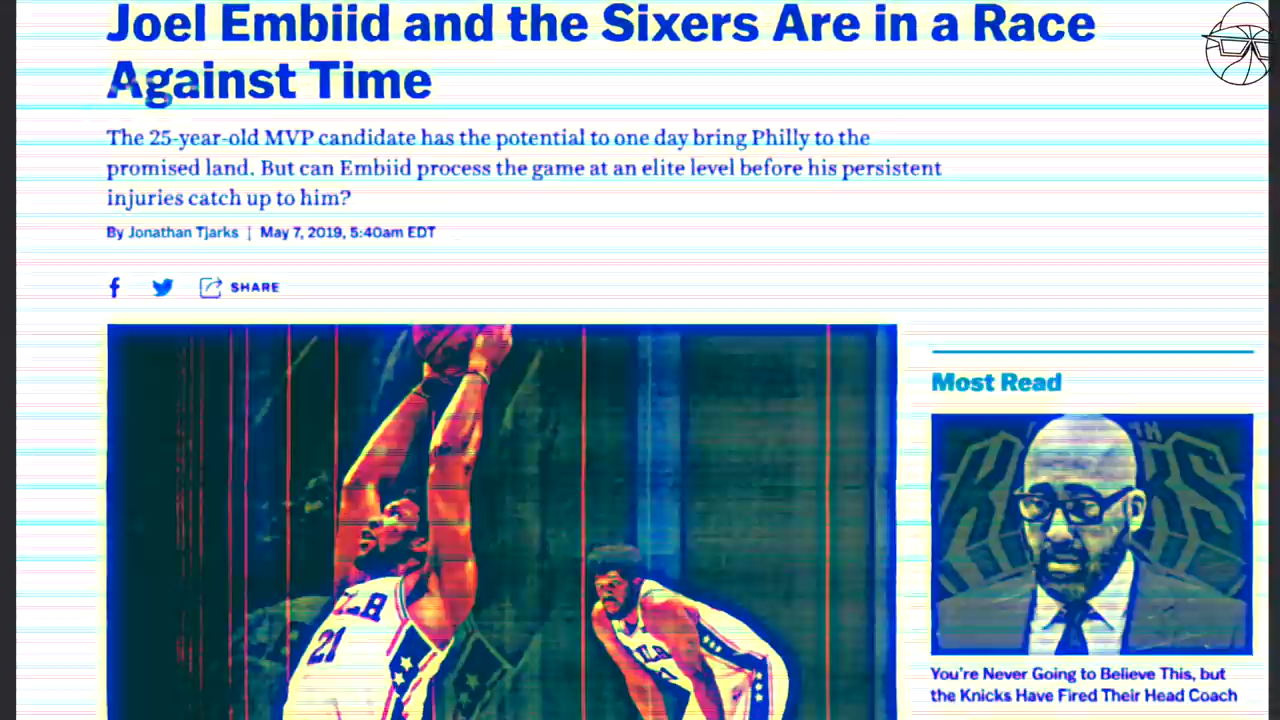 Joel Embiid and the Sixers Are in a Race
Against Time
The 25-year-old MVP candidate has the potential to one day bring Philly to the
promised land. But can Embiid process the game at an elite level before his persistent
injuries catch up to him?
By Jonathan Tjarks | May 7, 2019, 5:40am EDT
SHARE
21
Most Read
You're Never Going to Believe This, but
the Knicks Have Fired Their Head Coach